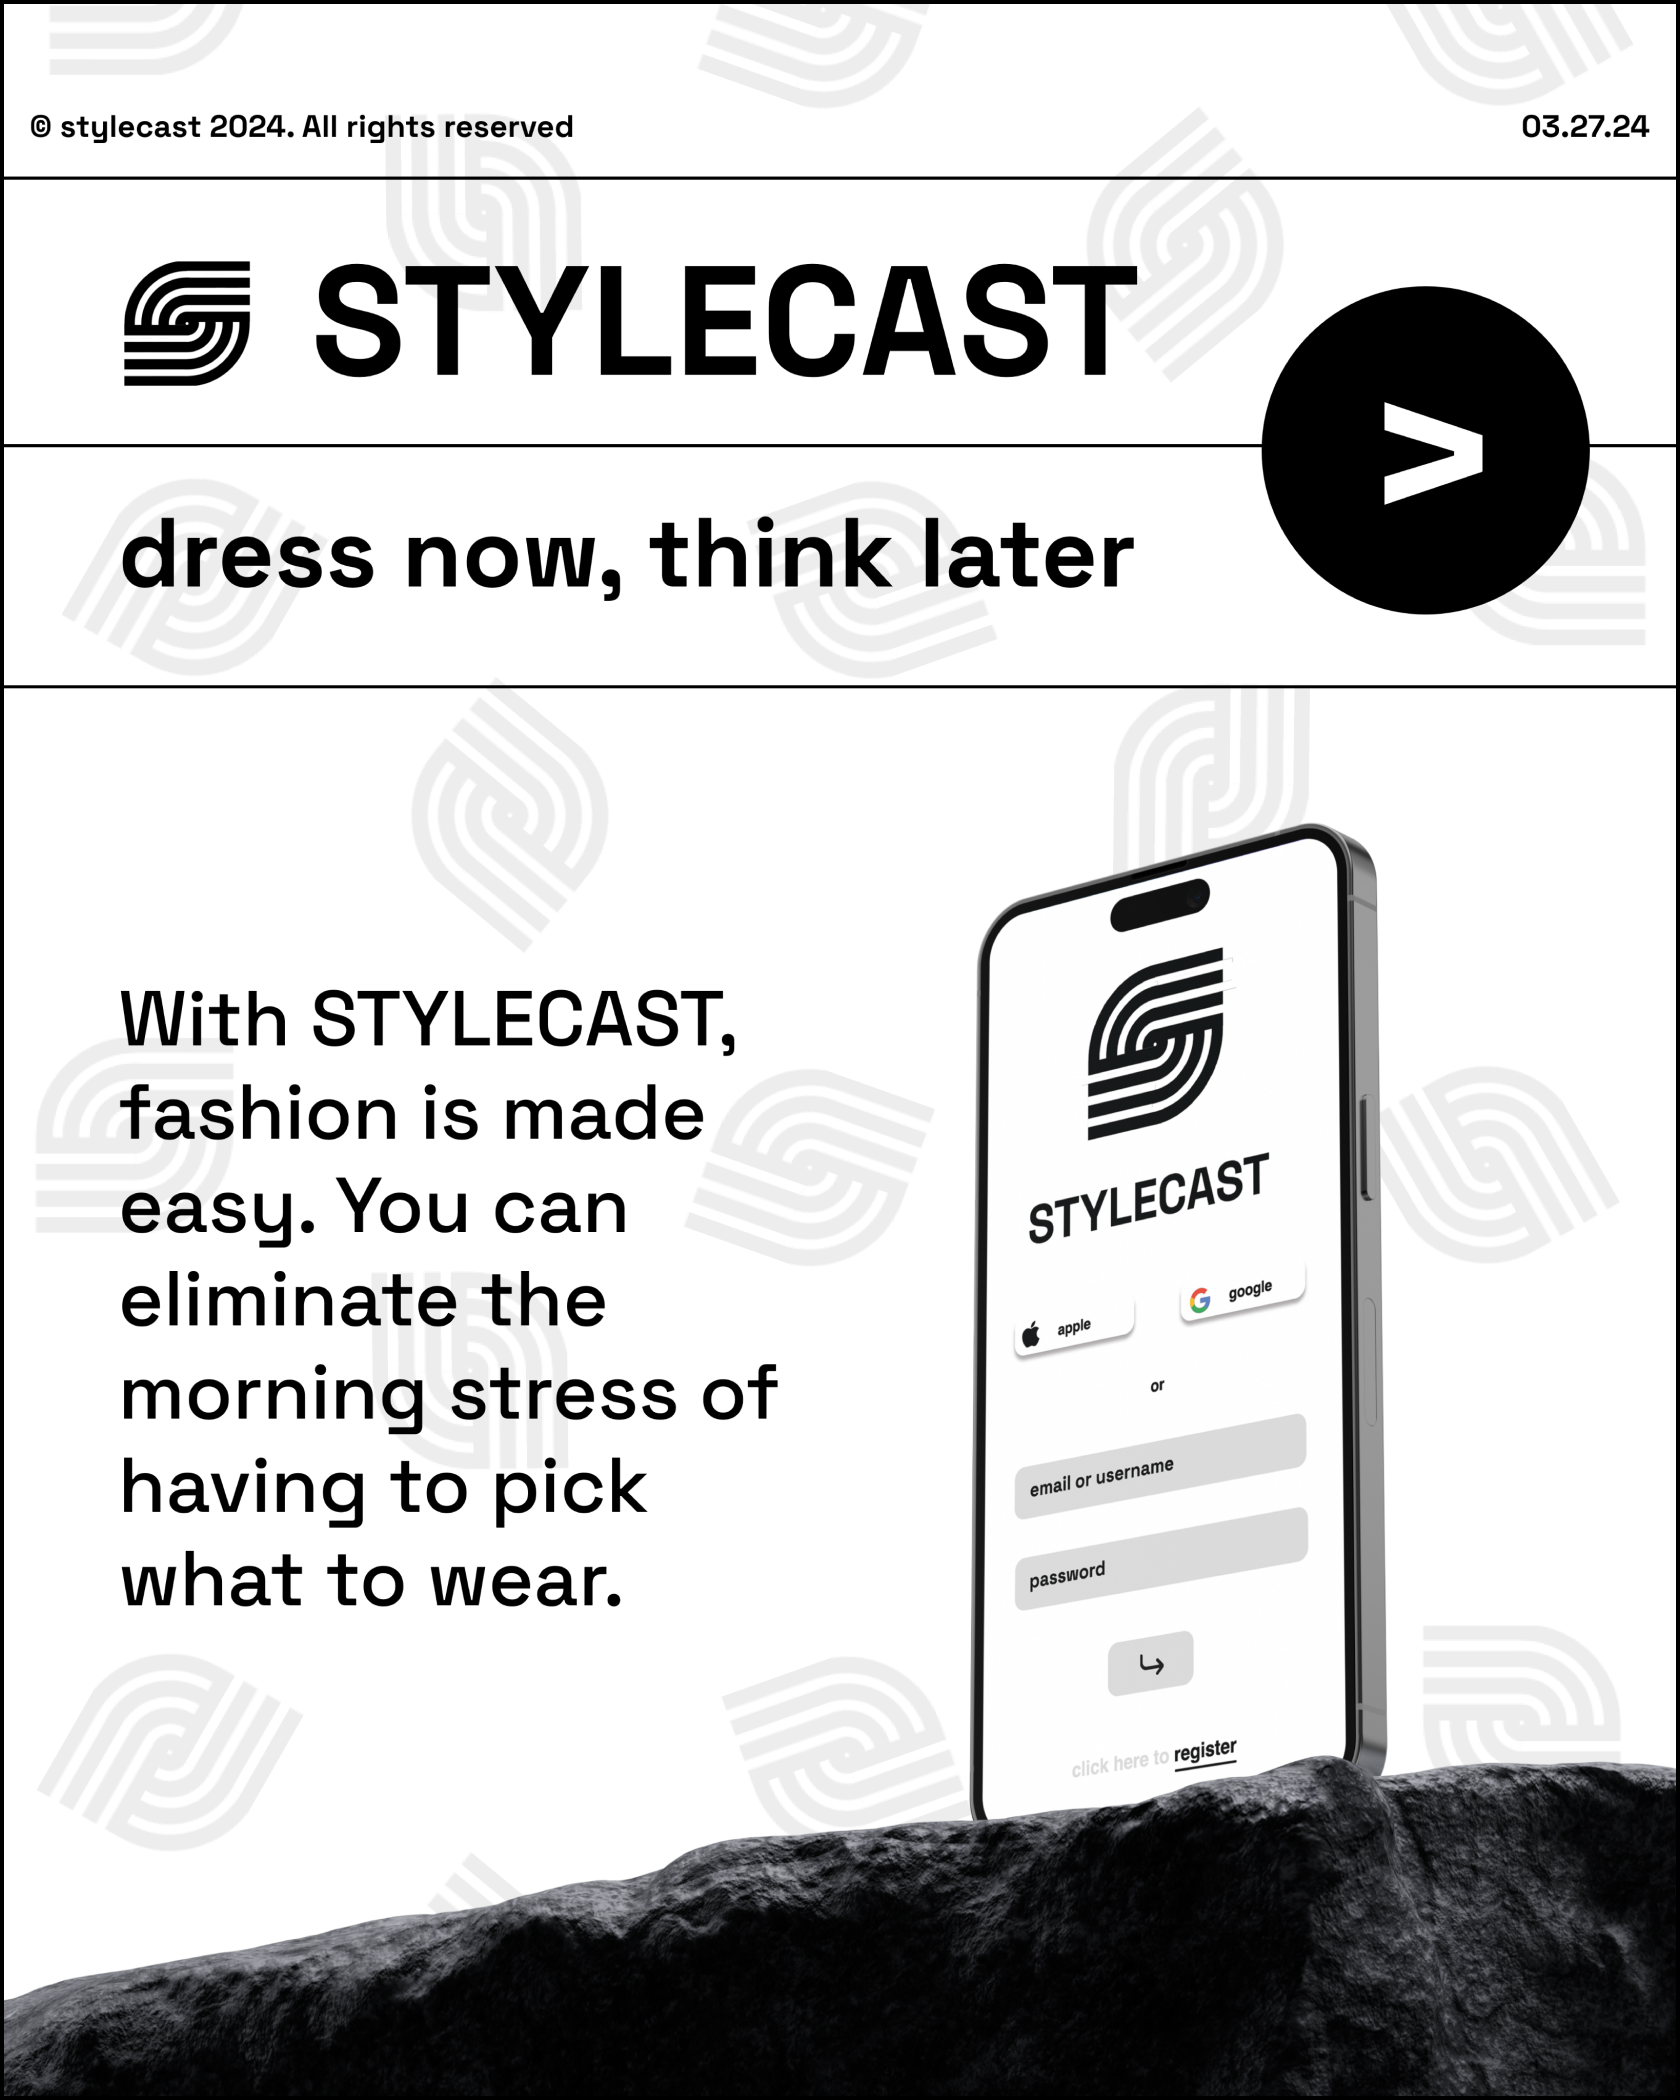 © stylecast 2024. All rights reserved
03.27.24
STYLECAST
>
dress now, think later
With STYLECAST,
fashion is made
easy. You can
eliminate the
morning stress of
having to pick
what to wear.
STYLECAST
apple
google
or
email or username
password
click here to register